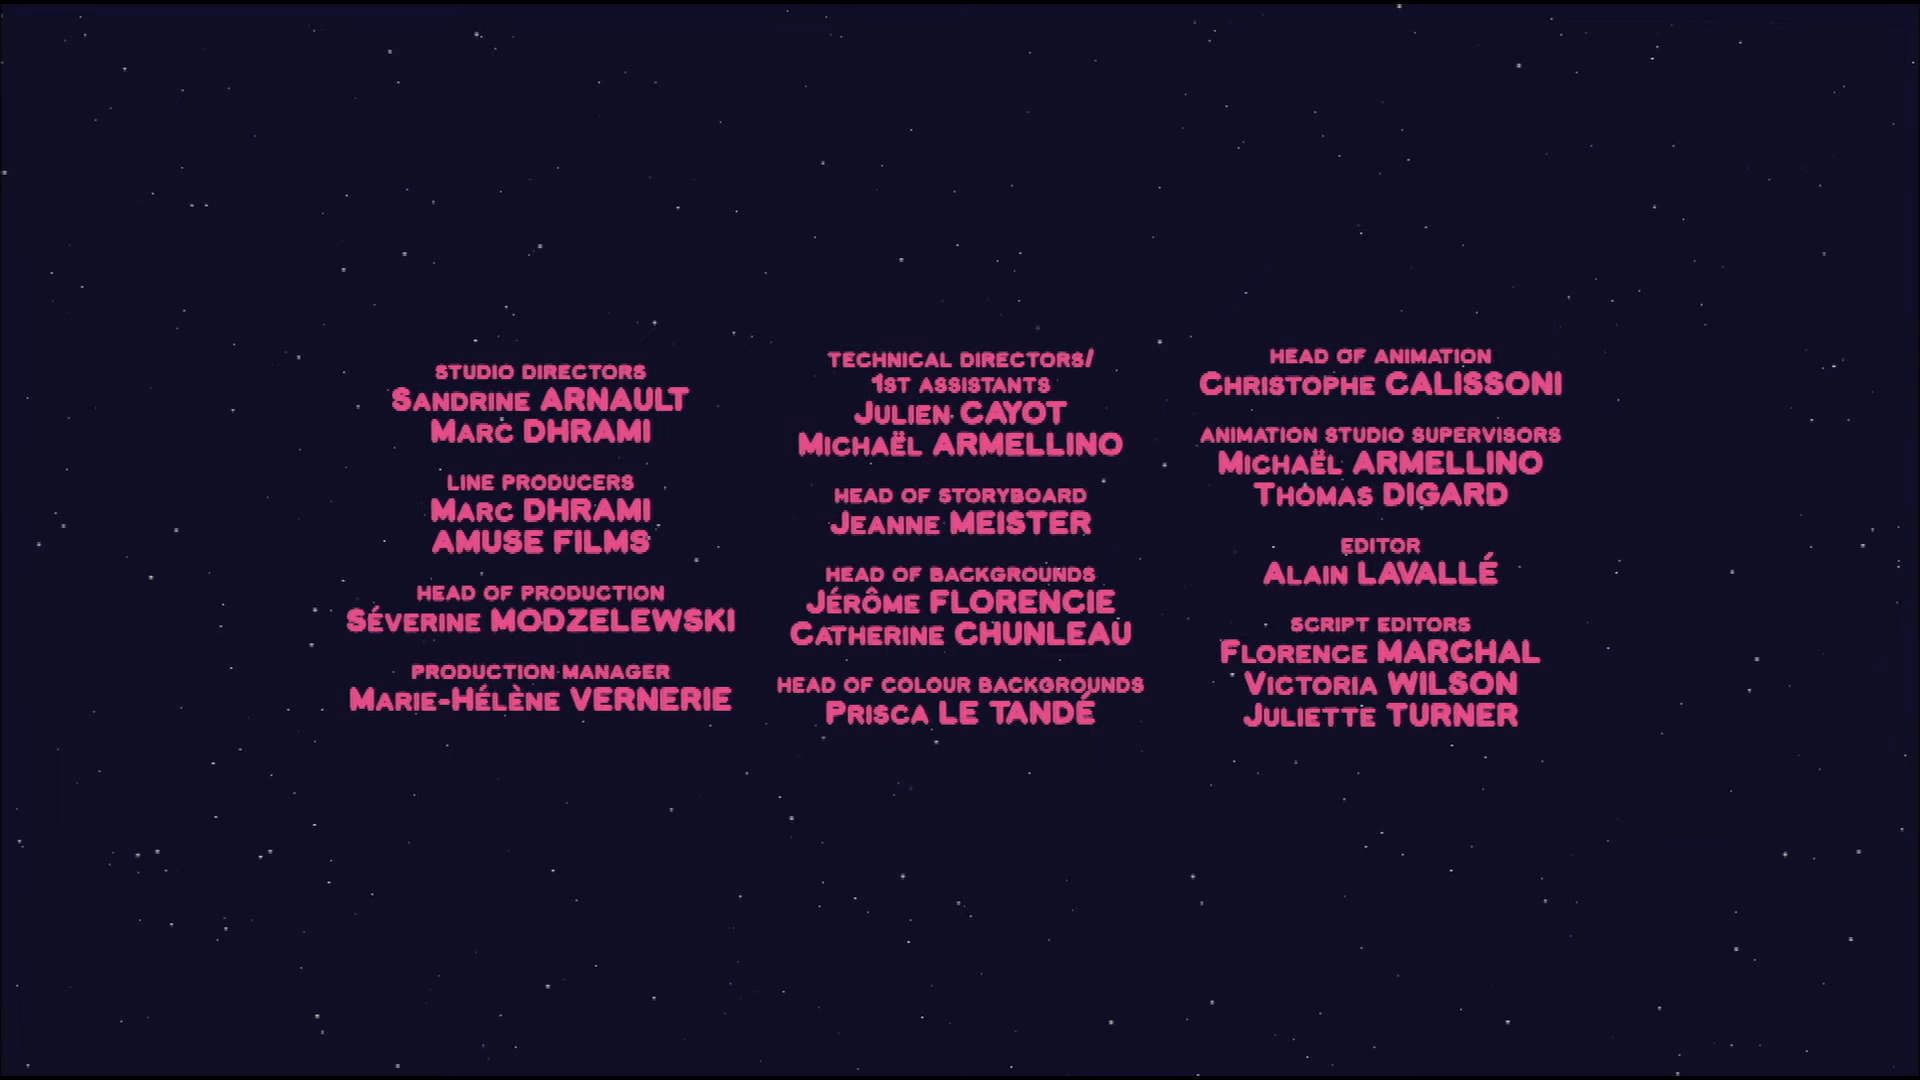 STUDIO DIRECTORS
SANDRINE ARNAULT
MARC DHRAMI
LINE PRODUCERS
MARC DHRAMI
AMUSE FILMS
HEAD OF PRODUCTION
SÉVERINE MODZELEWSKI
PRODUCTION MANAGER
MARIE-HÉLÈNE VERNERIE
TECHNICAL DIRECTORS/
1ST ASSISTANTS
JULIEN CAYOT
MICHAËL ARMELLINO
HEAD OF STORYBOARD
JEANNE MEISTER
HEAD OF BACKGROUNDS
JÉRÔME FLORENCIE
CATHERINE CHUNLEAU
HEAD OF COLOUR BACKGROUNDS
PRISCA LE TANDÉ
HEAD OF ANIMATION
CHRISTOPHE CALISSONI
ANIMATION STUDIO SUPERVISORS
MICHAËL ARMELLINO
THOMAS DIGARD
EDITOR
ALAIN LAVALLÉ
SCRIPT EDITORS
FLORENCE MARCHAL
VICTORIA WILSON
JULIETTE TURNER